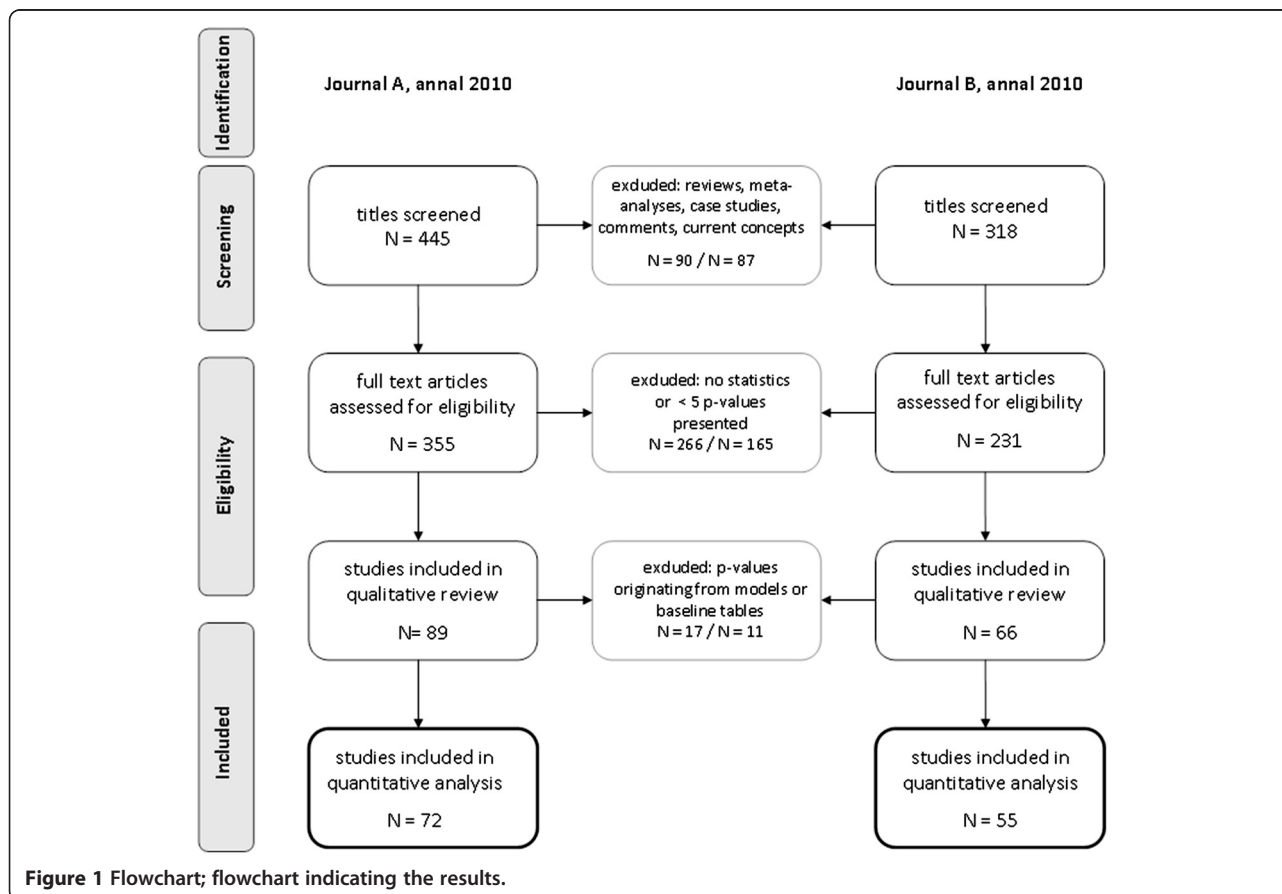 Identification
Journal A, annal 2010
Journal B, annal 2010
Screening
titles screened
N = 445
exduded: reviews, meta-
analyses, case studies,
comments, current concepts
N = 90 / N = 87
titles screened
N = 318
Eligibility
full text articles
assessed for eligibility
N = 355
exduded: no statistics
or < 5 p-values
presented
N = 266 / N = 165
full text articles
assessed for eligibility
N = 231
studies included in
qualitative review
N= 89
exduded: p-values
originating from models or
baseline tables
N = 17 / N = 11
studies included in
qualitative review
N = 66
Included
studies included in
quantitative analysis
N = 72
studies included in
quantitative analysis
N = 55
Figure 1 Flowchart; flowchart indicating the results.